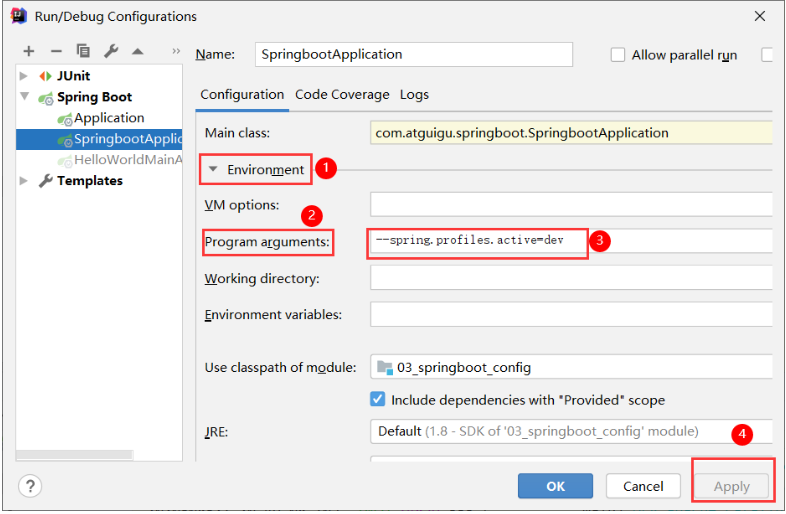 Run/Debug Configurations
Name: SpringbootApplication Allow parallel run
JUnit
Spring Boot
Application
SpringbootApplic
HelloWorldMainA
Templates
Configuration Code Coverage Logs
Main class: com.atguigu.springboot.SpringbootApplication
Environment 1
VM options:
2
Program arguments: --spring.profiles.active=dev 3
Working directory:
Environment variables:
Use classpath of module: 03_springboot_config
Include dependencies with "Provided" scope
JRE: Default (1.8 - SDK of '03_springboot_config' module) 4
? OK Cancel Apply